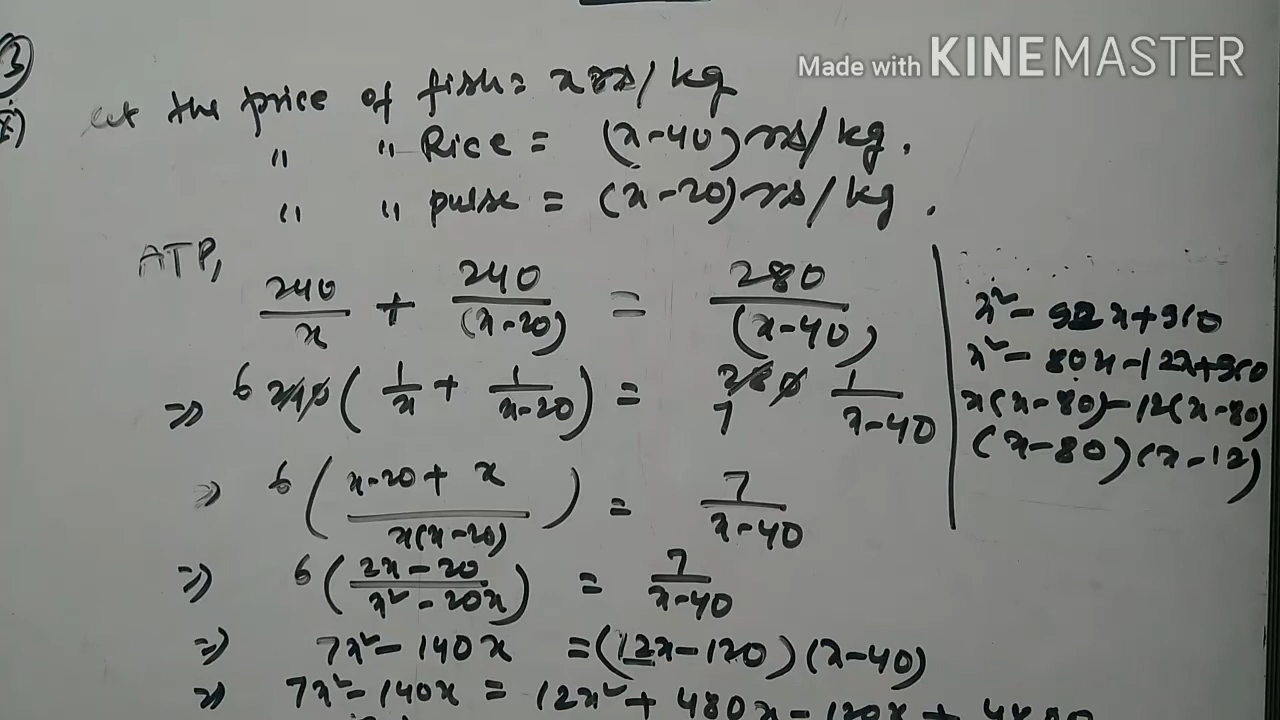 Made with KINEMASTER
③
Let the price of fish = x rs/kg
ii) " " Rice = (x-40) rs/kg.
" " pulse = (x-20) rs/kg.
ATP,
240/x + 240/(x-20) = 280/(x-40)
=> 6 240 (1/x + 1/x-20) = 280 7 1/x-40
=> 6 (x-20+x / x(x-20)) = 7/x-40
=> 6 (2x-20 / x²-20x) = 7/x-40
=> 7x²-140x = (12x-120)(x-40)
=> 7x²-140x = 12x²+480x-120x+
x²-92x+960
x²-80x-12x+960
x(x-80)-12(x-80)
(x-80)(x-12)